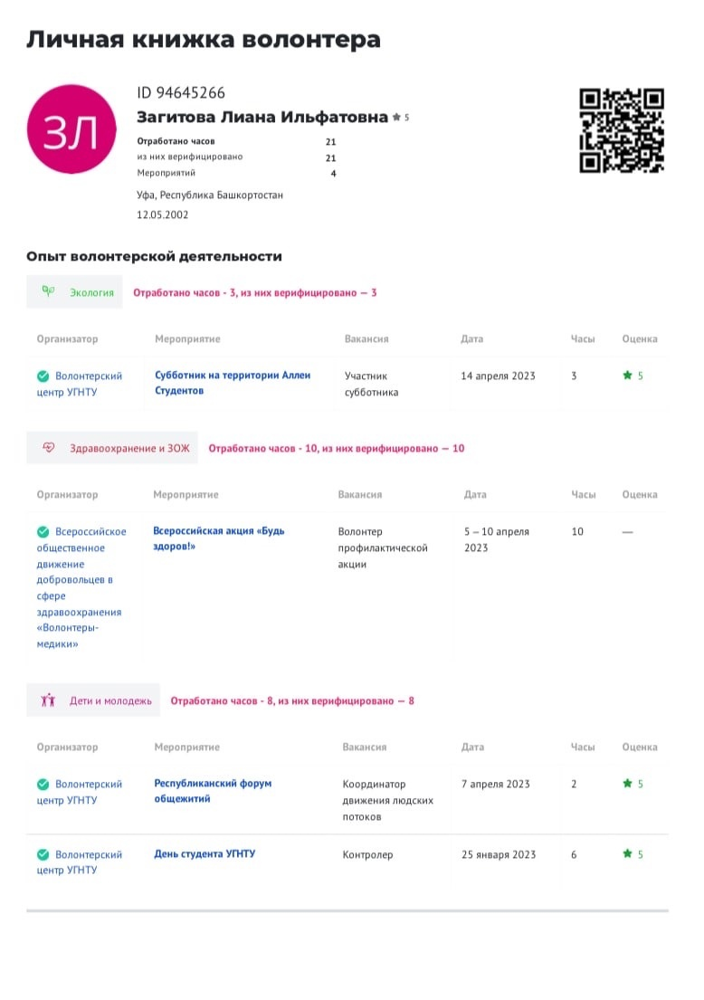 Личная книжка волонтера
ЗЛ
ID 94645266
Загитова Лиана Ильфатовна ★ 5
Отработано часов 21
из них верифицировано 21
Мероприятий 4
Уфа, Республика Башкортостан
12.05.2002
Опыт волонтерской деятельности
Экология Отработано часов - 3, из них верифицировано — 3
Организатор Мероприятие Вакансия Дата Часы Оценка
Волонтерский Субботник на территории Аллеи Участник 14 апреля 2023 3 ★ 5
центр УГНТУ Студентов субботника
Здравоохранение и ЗОЖ Отработано часов - 10, из них верифицировано — 10
Организатор Мероприятие Вакансия Дата Часы Оценка
Всероссийское Всероссийская акция «Будь Волонтер 5 – 10 апреля 10 —
общественное здоров!» профилактической 2023
движение акции
добровольцев в
сфере
здравоохранения
«Волонтеры-
медики»
Дети и молодежь Отработано часов - 8, из них верифицировано — 8
Организатор Мероприятие Вакансия Дата Часы Оценка
Волонтерский Республиканский форум Координатор 7 апреля 2023 2 ★ 5
центр УГНТУ общежитий движения людских
потоков
Волонтерский День студента УГНТУ Контролер 25 января 2023 6 ★ 5
центр УГНТУ